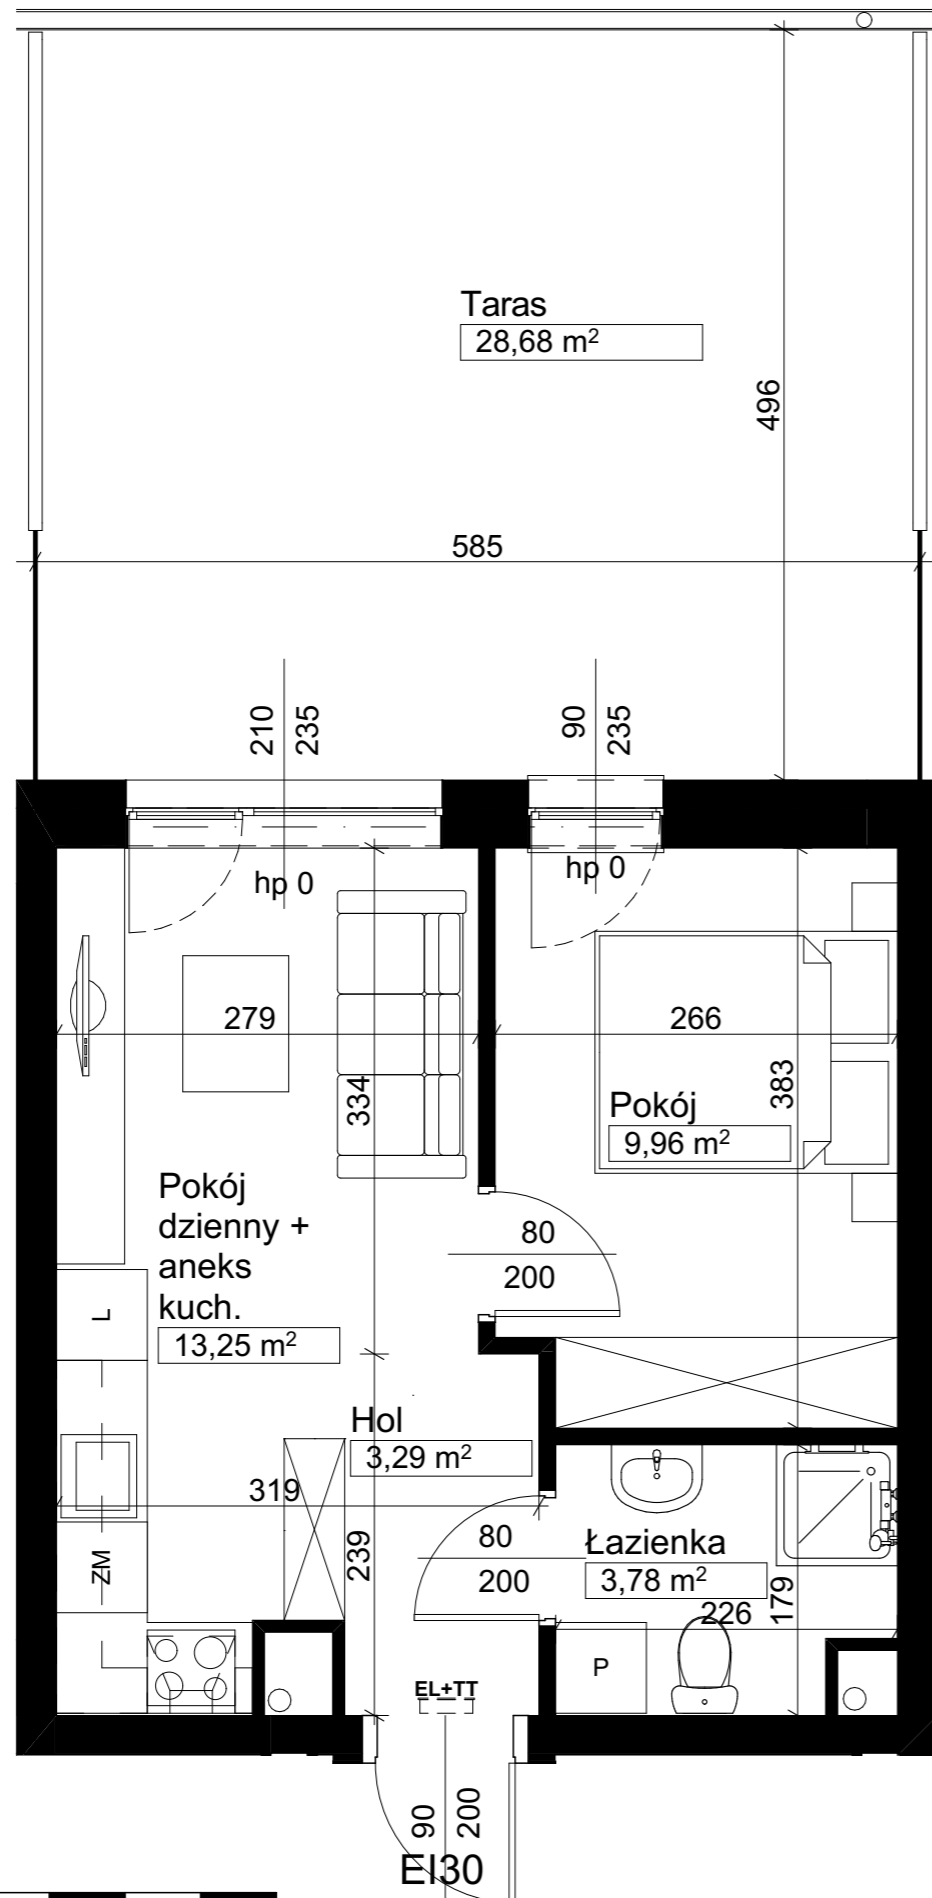 Taras
28,68 m²
496
585
210
235
90
235
hp 0
hp 0
279
266
334
383
Pokój
9,96 m²
Pokój
dzienny +
aneks
kuch.
13,25 m²
80
200
L
Hol
3,29 m²
319
239
80
200
Łazienka
3,78 m²
179
226
ZM
P
EL+TT
90
200
EI30